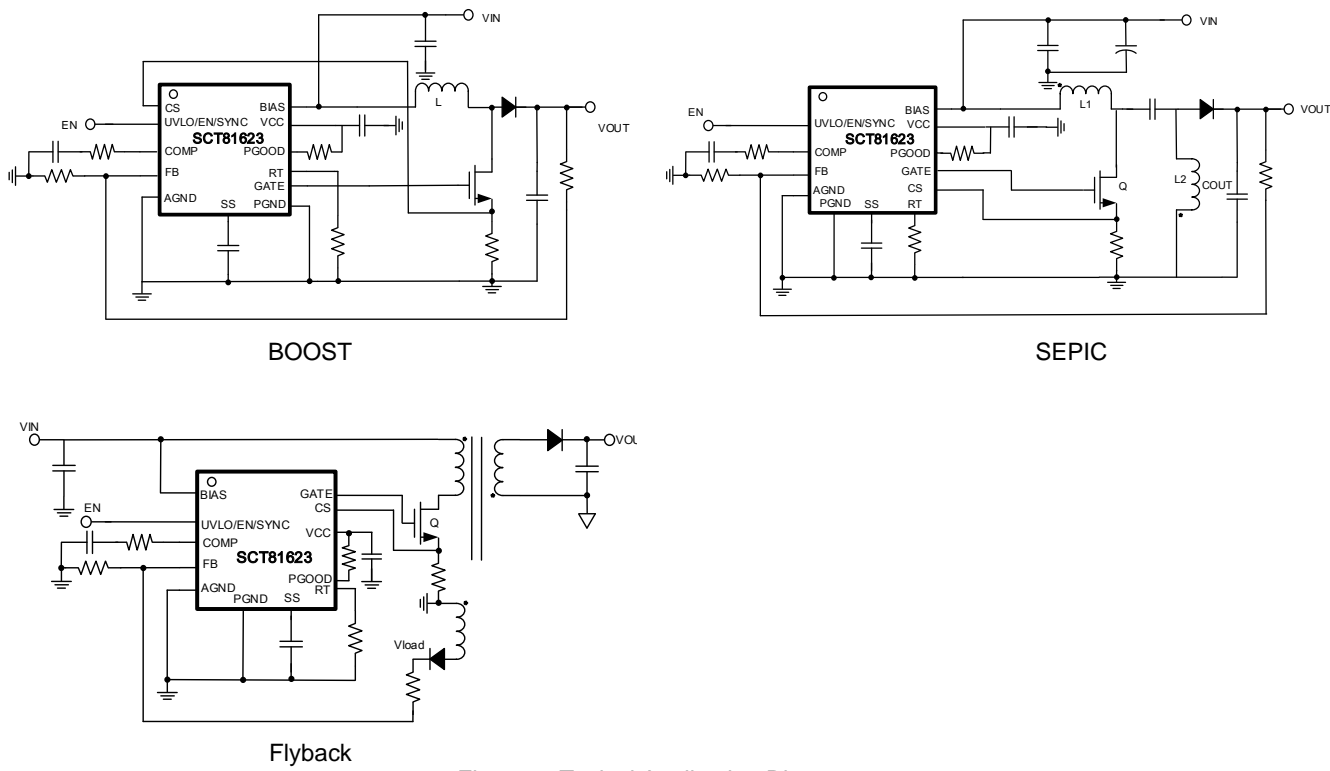 VIN
CS
BIAS
L
EN
UVLO/EN/SYNC
VCC
VOUT
SCT81623
COMP
PGOOD
FB
RT
GATE
AGND
SS
PGND
BOOST
VIN
BIAS
L1
VOUT
EN
UVLO/EN/SYNC
VCC
SCT81623
COMP
PGOOD
FB
GATE
L2
Q
COUT
AGND
CS
PGND
SS
RT
SEPIC
VIN
VOU
BIAS
GATE
CS
EN
Q
UVLO/EN/SYNC
VCC
COMP
SCT81623
FB
PGOOD
AGND
RT
PGND
SS
Vload
Flyback